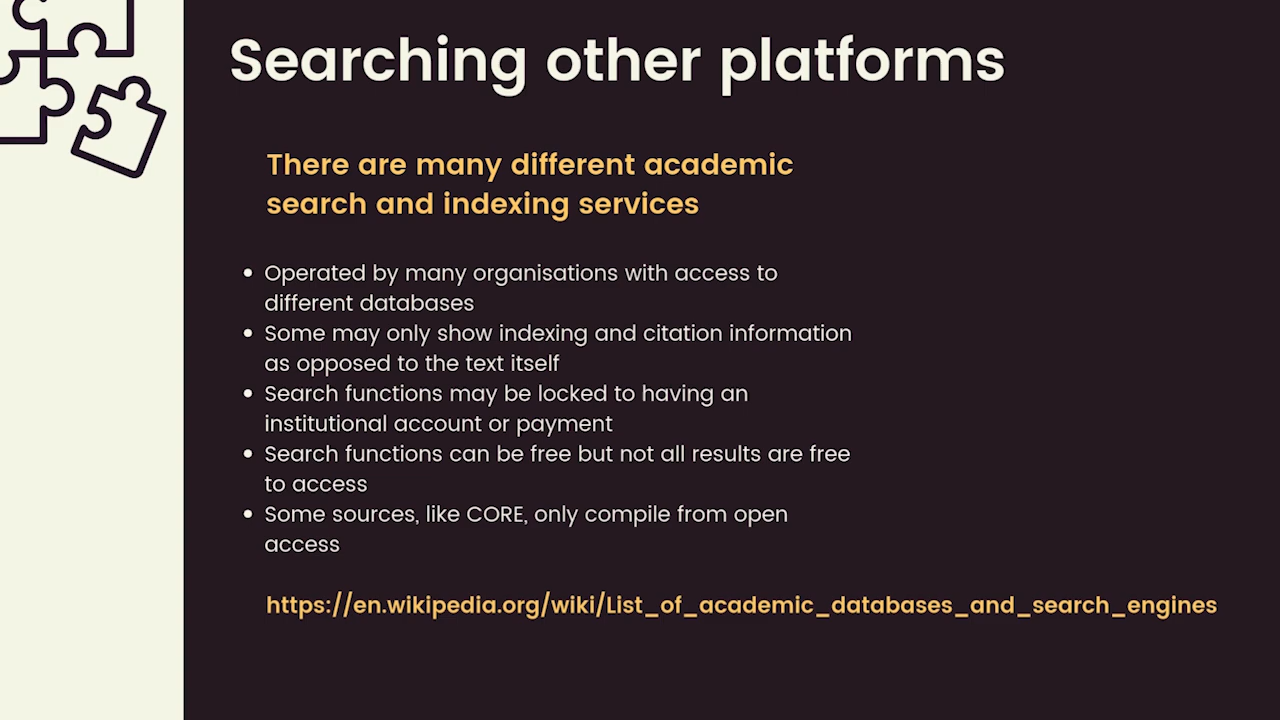 Searching other platforms
There are many different academic
search and indexing services
• Operated by many organisations with access to
different databases
• Some may only show indexing and citation information
as opposed to the text itself
• Search functions may be locked to having an
institutional account or payment
• Search functions can be free but not all results are free
to access
• Some sources, like CORE, only compile from open
access
https://en.wikipedia.org/wiki/List_of_academic_databases_and_search_engines